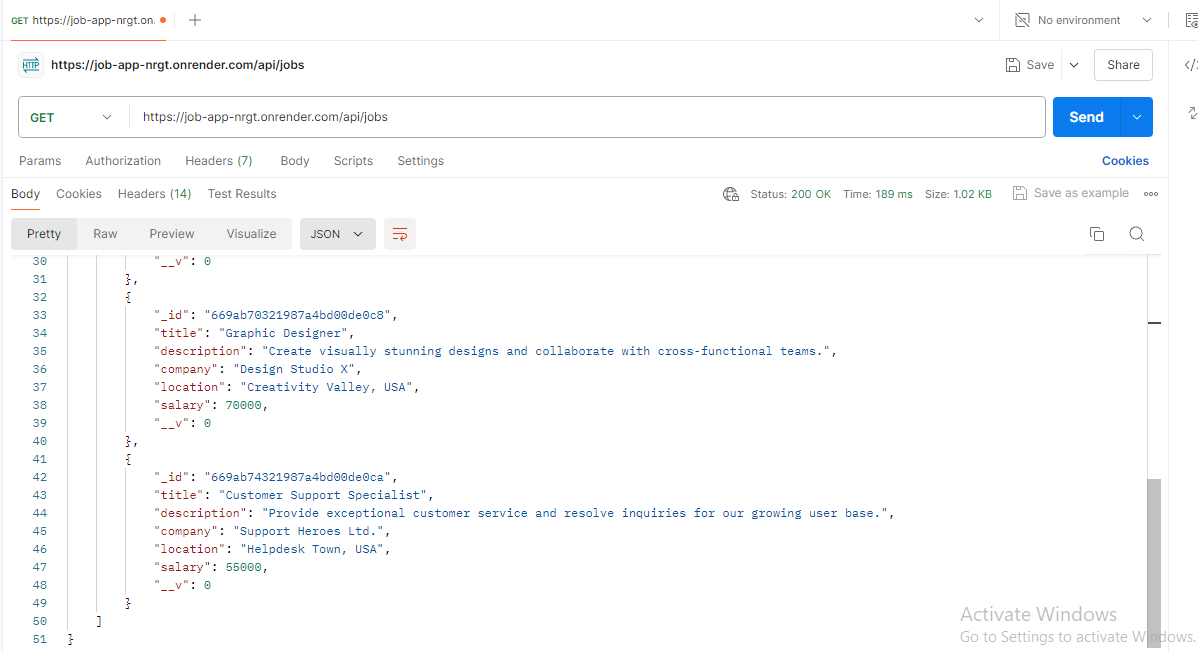 GET https://job-app-nrgt.on.
No environment
HTTP https://job-app-nrgt.onrender.com/api/jobs
Save
Share
GET
https://job-app-nrgt.onrender.com/api/jobs
Send
Params Authorization Headers (7) Body Scripts Settings
Cookies
Body Cookies Headers (14) Test Results
Status: 200 OK Time: 189 ms Size: 1.02 KB
Save as example
Pretty Raw Preview Visualize
JSON
30 "__v": 0
31 },
32 {
33 "_id": "669ab70321987a4bd00de0c8",
34 "title": "Graphic Designer",
35 "description": "Create visually stunning designs and collaborate with cross-functional teams.",
36 "company": "Design Studio X",
37 "location": "Creativity Valley, USA",
38 "salary": 70000,
39 "__v": 0
40 },
41 {
42 "_id": "669ab74321987a4bd00de0ca",
43 "title": "Customer Support Specialist",
44 "description": "Provide exceptional customer service and resolve inquiries for our growing user base.",
45 "company": "Support Heroes Ltd.",
46 "location": "Helpdesk Town, USA",
47 "salary": 55000,
48 "__v": 0
49 }
50 ]
51 }
Activate Windows
Go to Settings to activate Windows.